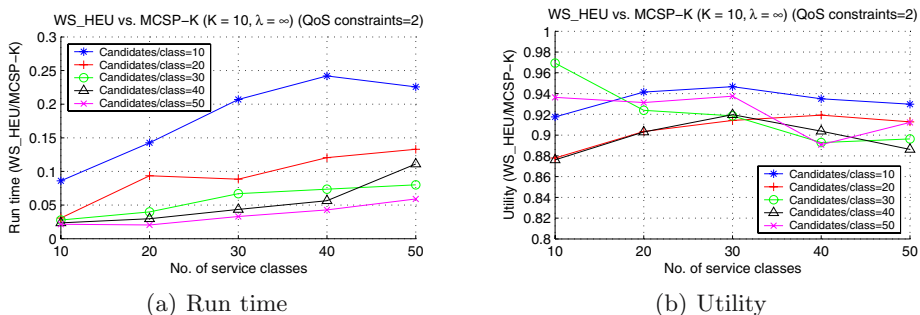 WS_HEU vs. MCSP-K (K = 10, λ = ∞) (QoS constraints=2)
0.3
0.25
0.2
0.15
0.1
0.05
0
Run time (WS_HEU/MCSP-K)
Candidates/class=10
Candidates/class=20
Candidates/class=30
Candidates/class=40
Candidates/class=50
10 20 30 40 50
No. of service classes
(a) Run time
WS_HEU vs. MCSP-K (K = 10, λ = ∞) (QoS constraints=2)
1
0.98
0.96
0.94
0.92
0.9
0.88
0.86
0.84
0.82
0.8
Utility (WS_HEU/MCSP-K)
Candidates/class=10
Candidates/class=20
Candidates/class=30
Candidates/class=40
Candidates/class=50
10 20 30 40 50
No. of service classes
(b) Utility